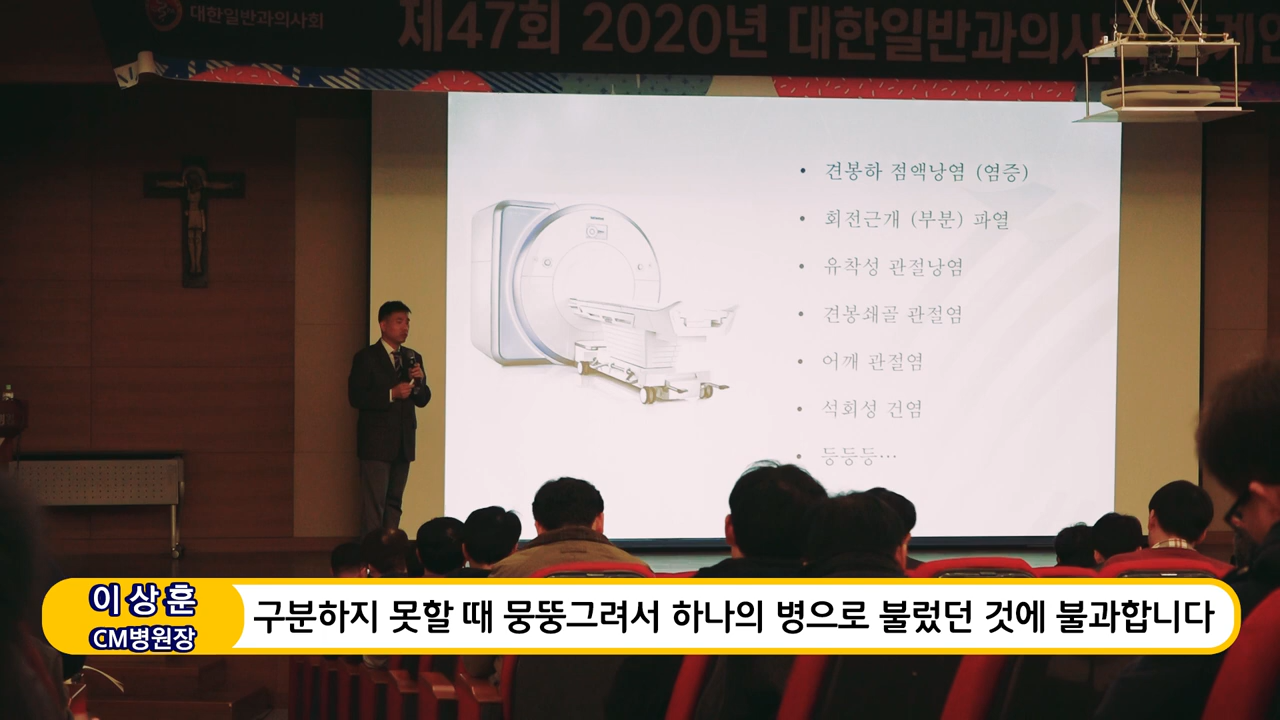 대한일반과의사회
제47회 2020년 대한일반과의사회 동계연
• 견봉하 점액낭염 (염증)
• 회전근개 (부분) 파열
• 유착성 관절낭염
• 견봉쇄골 관절염
• 어깨 관절염
• 석회성 건염
• 등등등…
이상훈
CM병원장
구분하지 못할 때 뭉뚱그려서 하나의 병으로 불렀던 것에 불과합니다